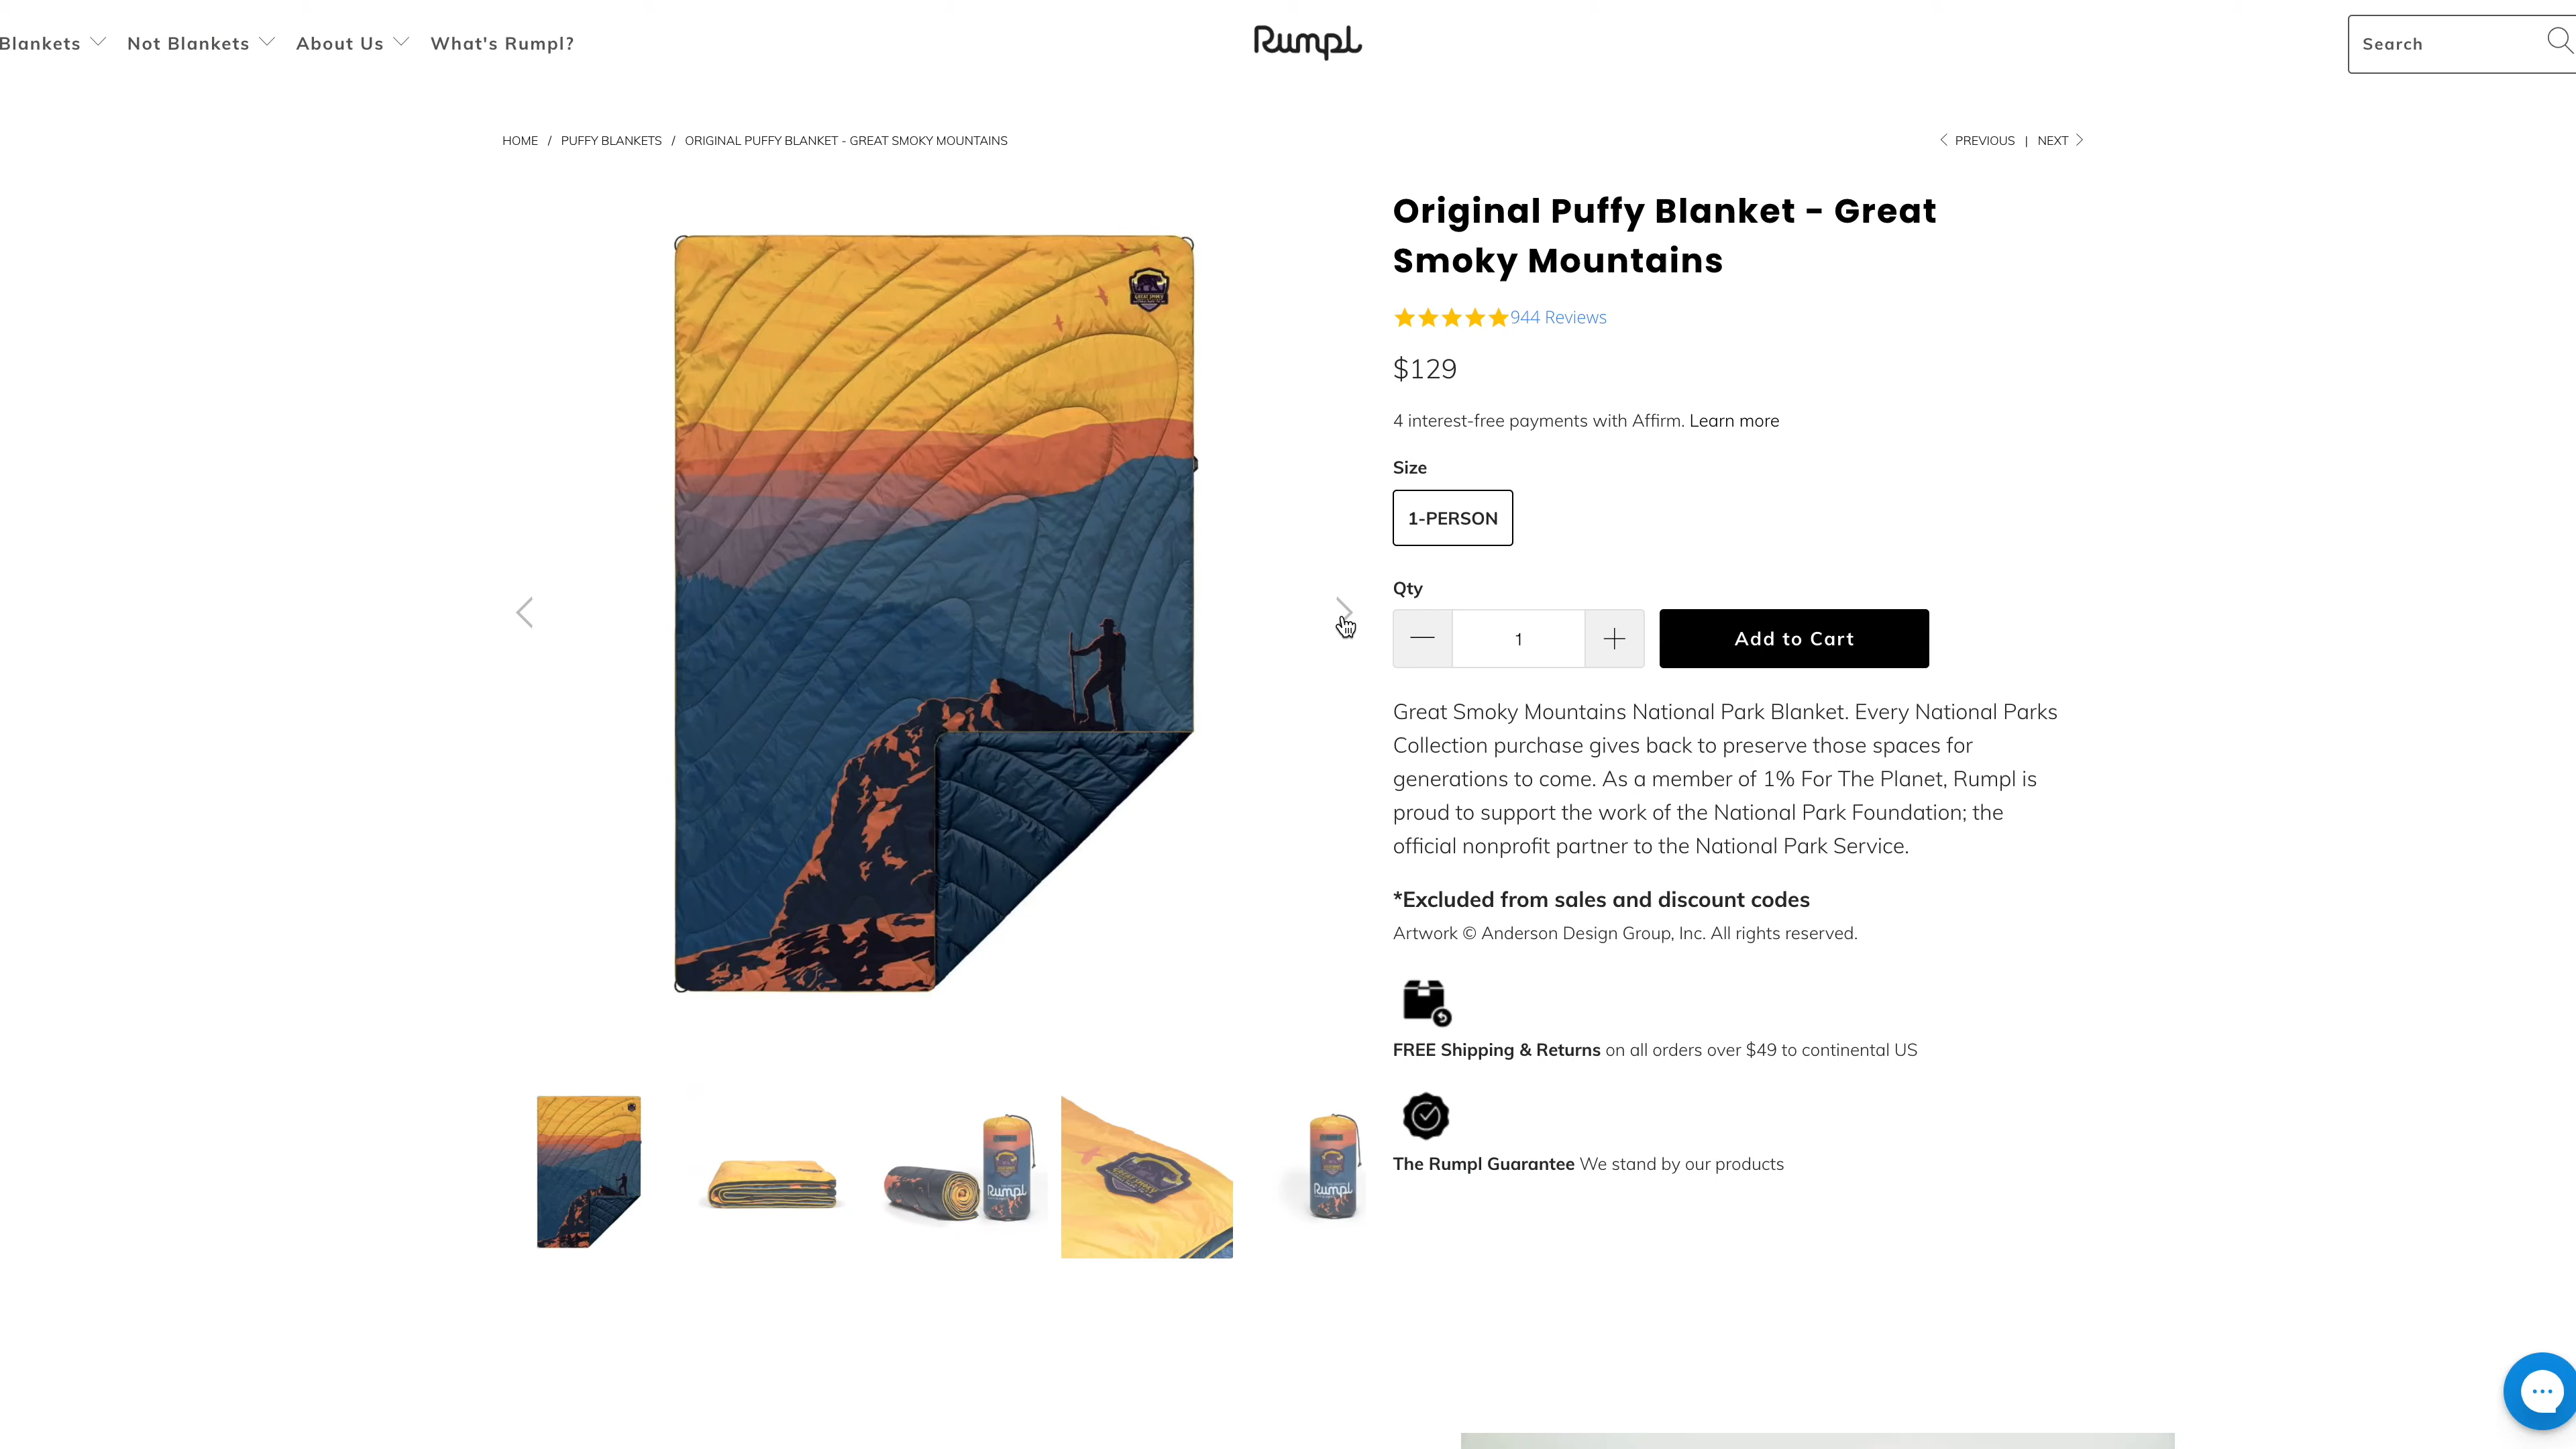 Blankets Not Blankets About Us What's Rumpl?
Rumpl
Search
HOME / PUFFY BLANKETS / ORIGINAL PUFFY BLANKET - GREAT SMOKY MOUNTAINS
PREVIOUS | NEXT
GREAT SMOKY
Original Puffy Blanket - Great
Smoky Mountains
944 Reviews
$129
4 interest-free payments with Affirm. Learn more
Size
1-PERSON
Qty
1
Add to Cart
Great Smoky Mountains National Park Blanket. Every National Parks
Collection purchase gives back to preserve those spaces for
generations to come. As a member of 1% For The Planet, Rumpl is
proud to support the work of the National Park Foundation; the
official nonprofit partner to the National Park Service.
*Excluded from sales and discount codes
Artwork © Anderson Design Group, Inc. All rights reserved.
FREE Shipping & Returns on all orders over $49 to continental US
The Rumpl Guarantee We stand by our products
Rumpl
GREAT SMOKY
Rumpl